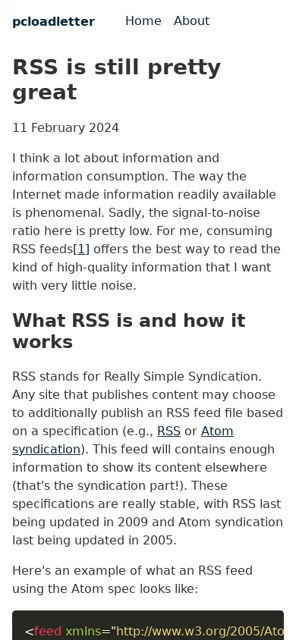 pcloadletter Home About
RSS is still pretty
great
11 February 2024
I think a lot about information and
information consumption. The way the
Internet made information readily available
is phenomenal. Sadly, the signal-to-noise
ratio here is pretty low. For me, consuming
RSS feeds[1] offers the best way to read the
kind of high-quality information that I want
with very little noise.
What RSS is and how it
works
RSS stands for Really Simple Syndication.
Any site that publishes content may choose
to additionally publish an RSS feed file based
on a specification (e.g., RSS or Atom
syndication). This feed will contains enough
information to show its content elsewhere
(that's the syndication part!). These
specifications are really stable, with RSS last
being updated in 2009 and Atom syndication
last being updated in 2005.
Here's an example of what an RSS feed
using the Atom spec looks like:
<feed xmlns="http://www.w3.org/2005/Ato